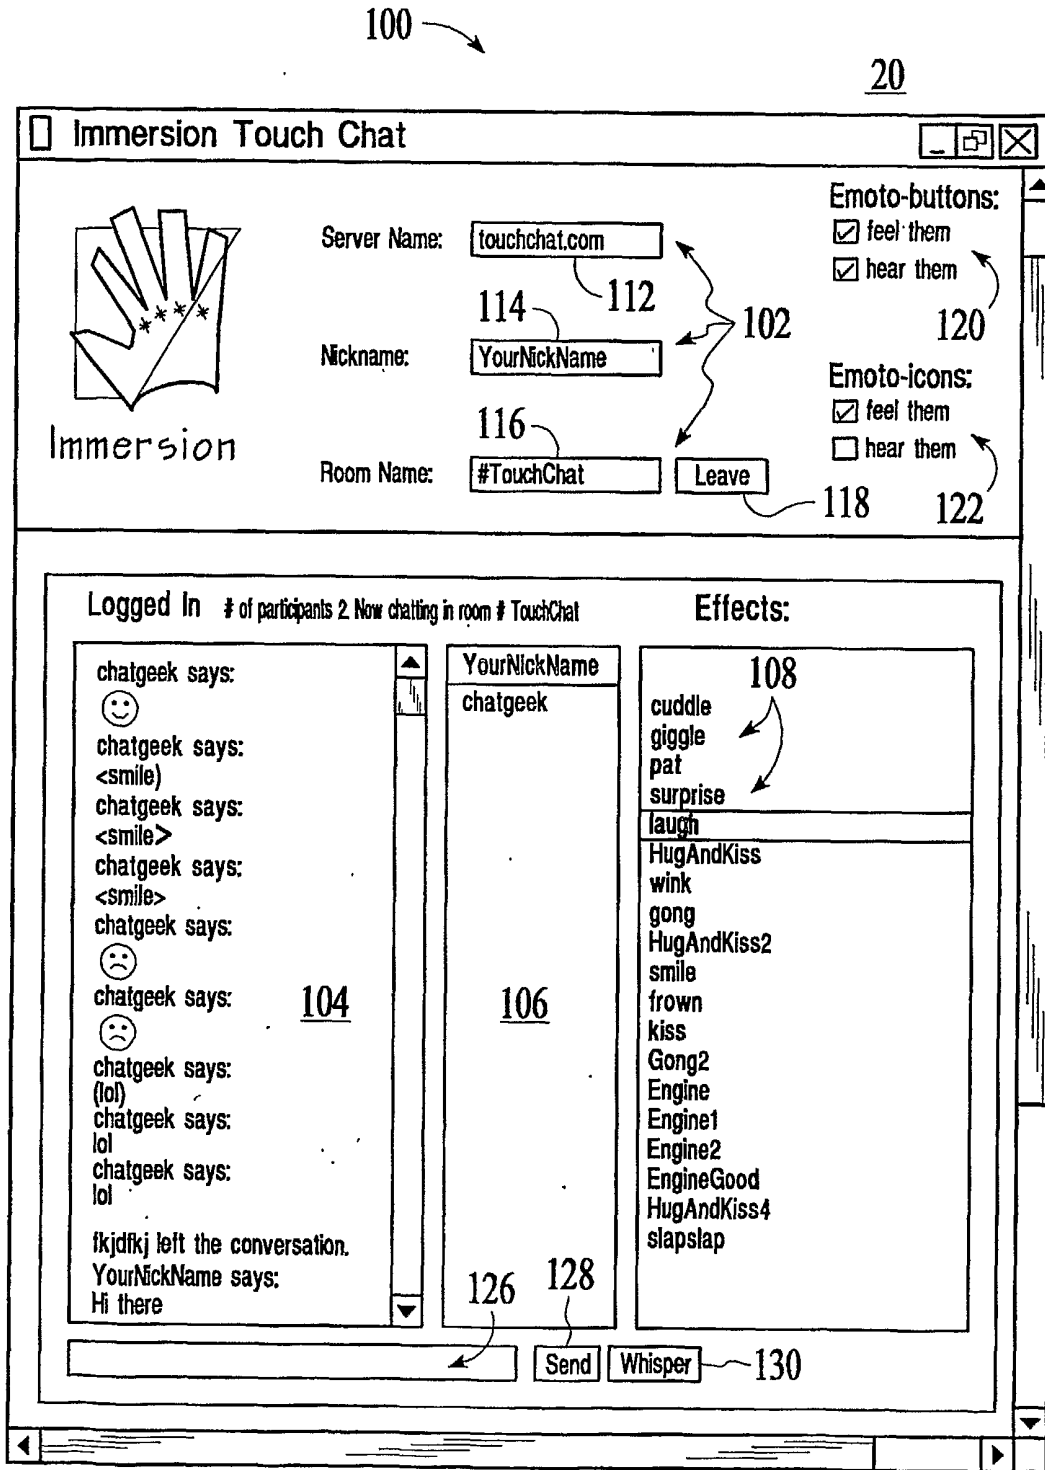 100
20
Immersion Touch Chat
Immersion
Server Name: touchchat.com
112
114
102
Nickname: YourNickName
116
Room Name: #TouchChat Leave
118
Emoto-buttons:
feel them
hear them
120
Emoto-icons:
feel them
hear them
122
Logged In # of participants 2. Now chatting in room # TouchChat
Effects:
chatgeek says:
chatgeek says:
<smile)
chatgeek says:
<smile>
chatgeek says:
<smile>
chatgeek says:
chatgeek says:
chatgeek says:
(lol)
chatgeek says:
lol
chatgeek says:
lol
fkjdfkj left the conversation.
YourNickName says:
Hi there
104
YourNickName
chatgeek
106
108
cuddle
giggle
pat
surprise
laugh
HugAndKiss
wink
gong
HugAndKiss2
smile
frown
kiss
Gong2
Engine
Engine1
Engine2
EngineGood
HugAndKiss4
slapslap
126
128
Send Whisper
130